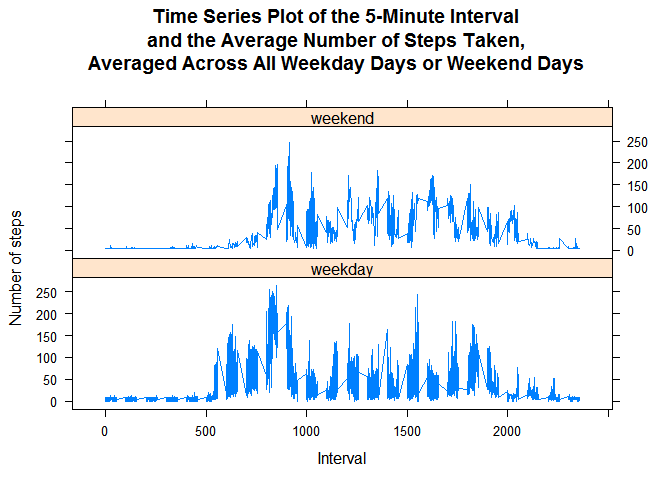 Time Series Plot of the 5-Minute Interval
and the Average Number of Steps Taken,
Averaged Across All Weekday Days or Weekend Days
weekend
250
200
150
100
50
0
Number of steps
weekday
250
200
150
100
50
0
0 500 1000 1500 2000
Interval